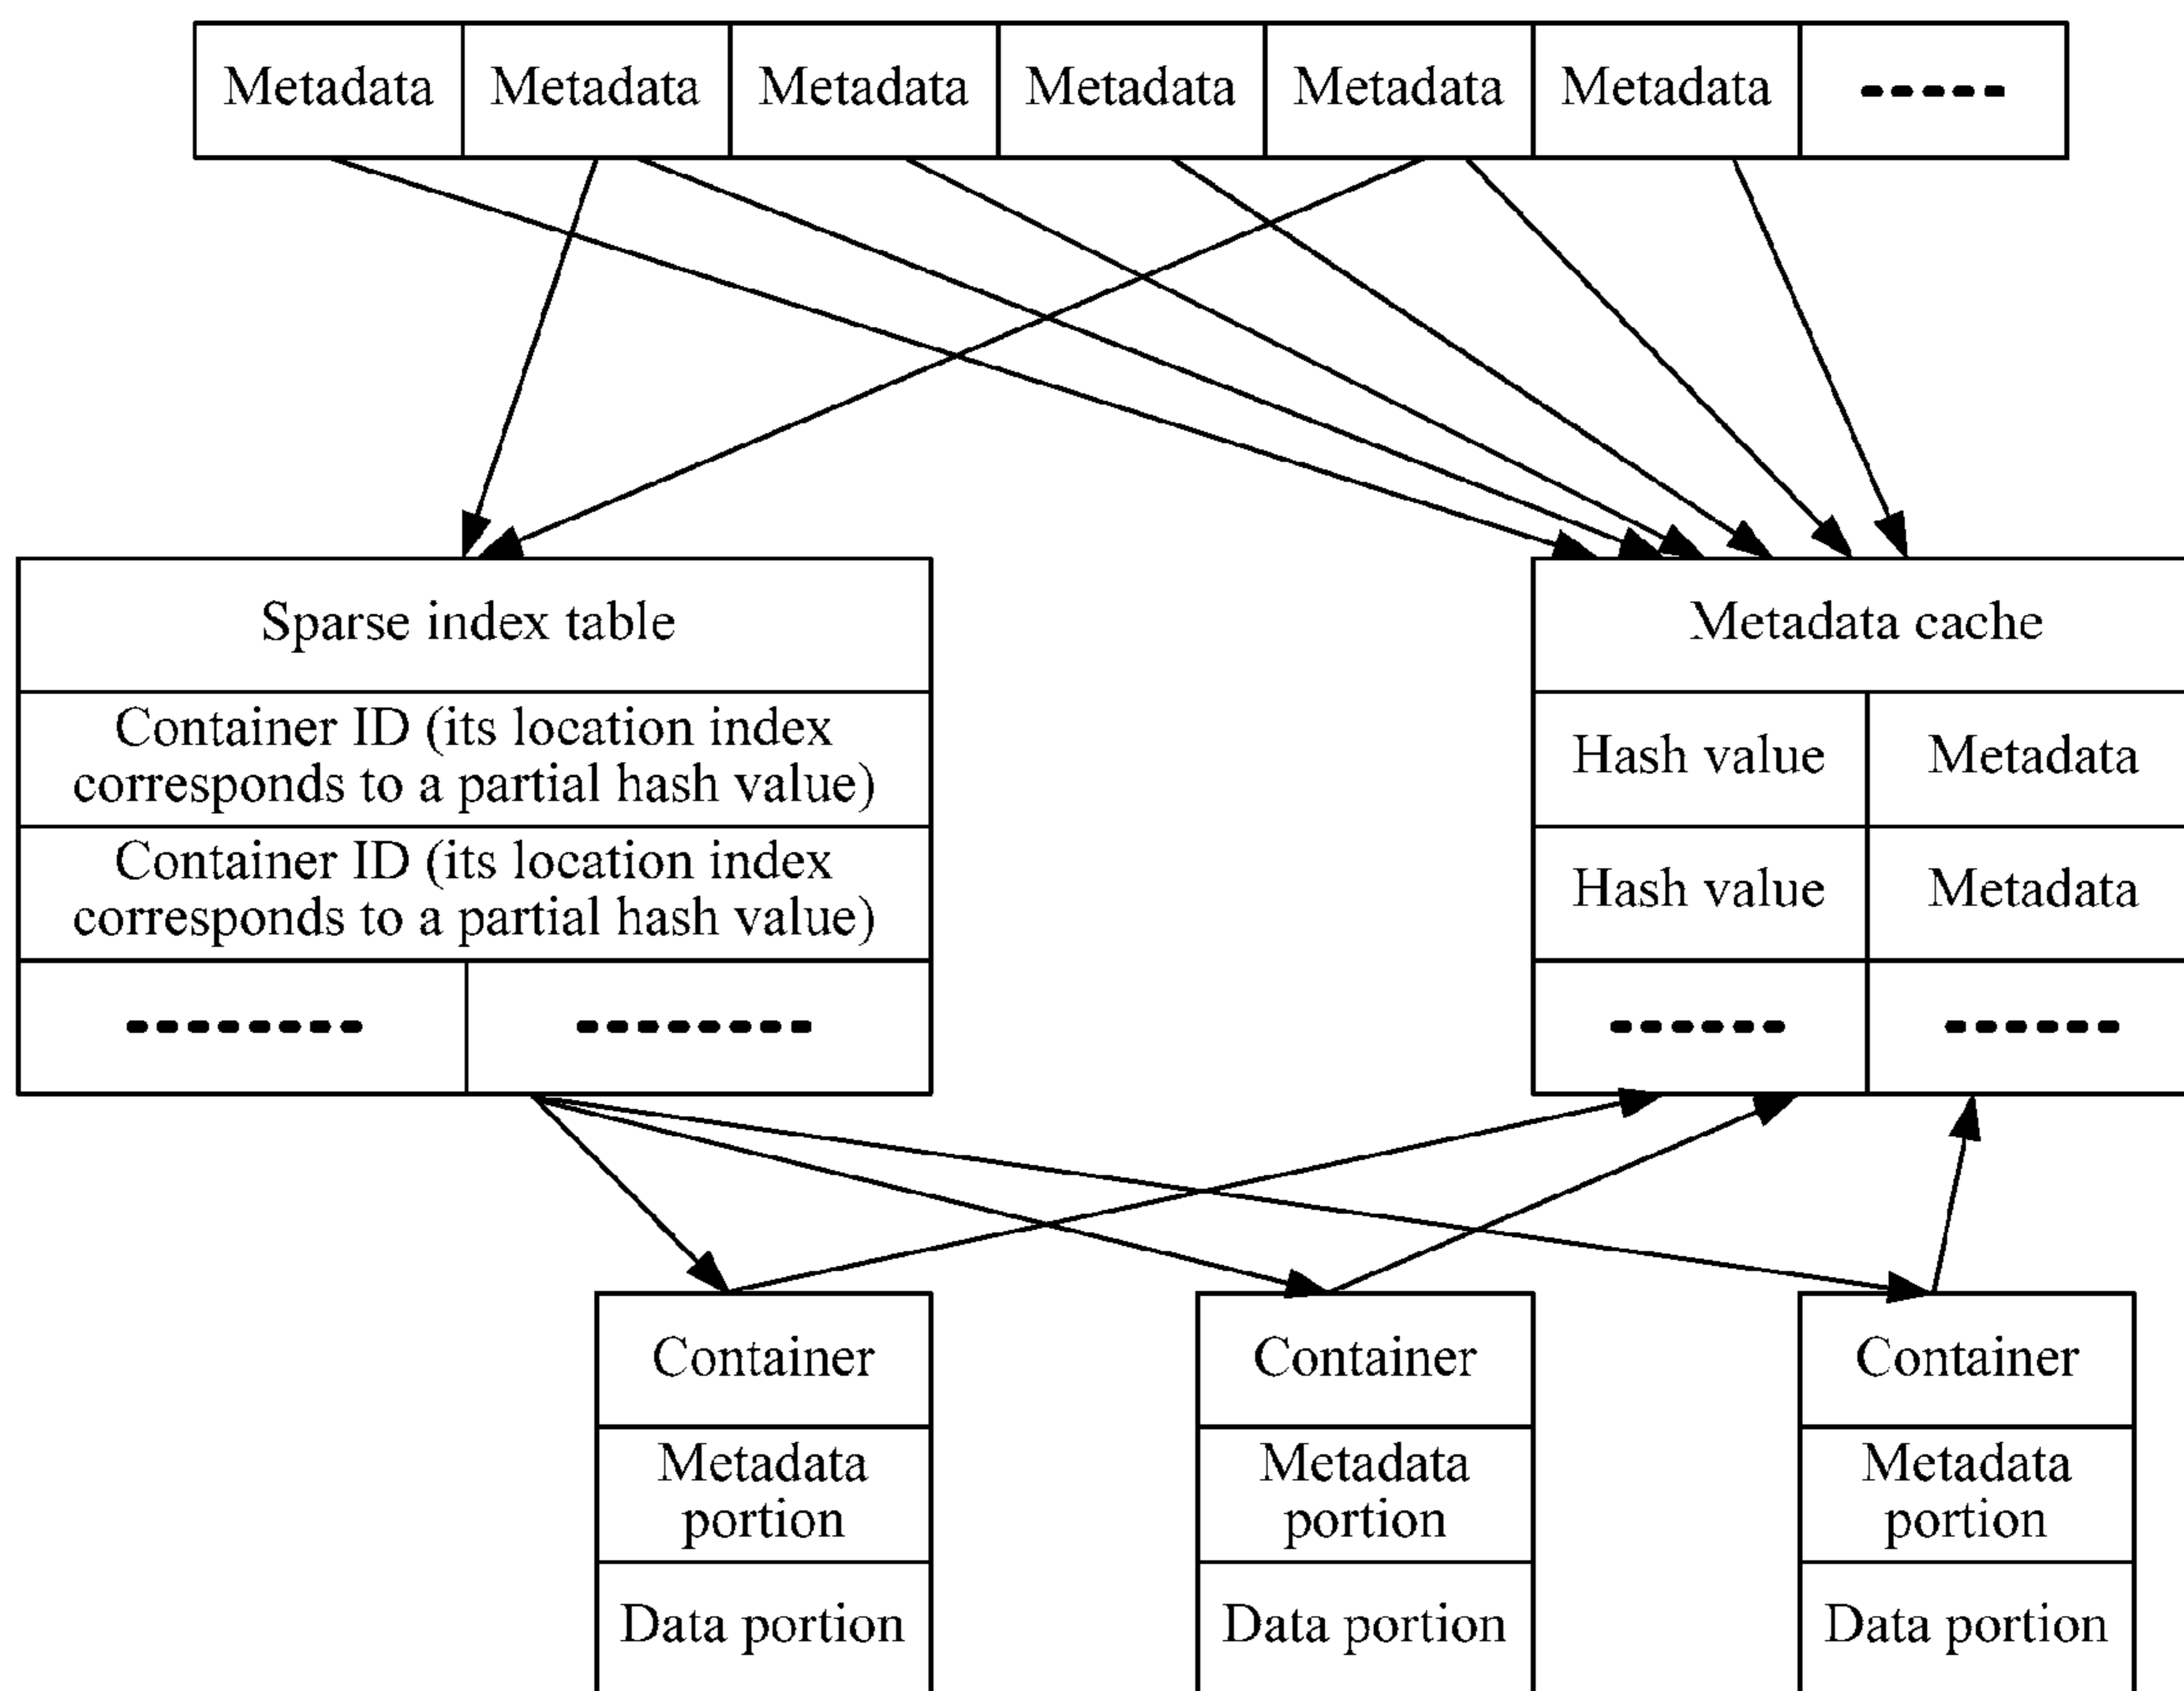 Metadata Metadata Metadata Metadata Metadata Metadata -----
Sparse index table
Container ID (its location index
corresponds to a partial hash value)
Container ID (its location index
corresponds to a partial hash value)
-------- --------
Metadata cache
Hash value Metadata
Hash value Metadata
------ ------
Container
Metadata
portion
Data portion
Container
Metadata
portion
Data portion
Container
Metadata
portion
Data portion